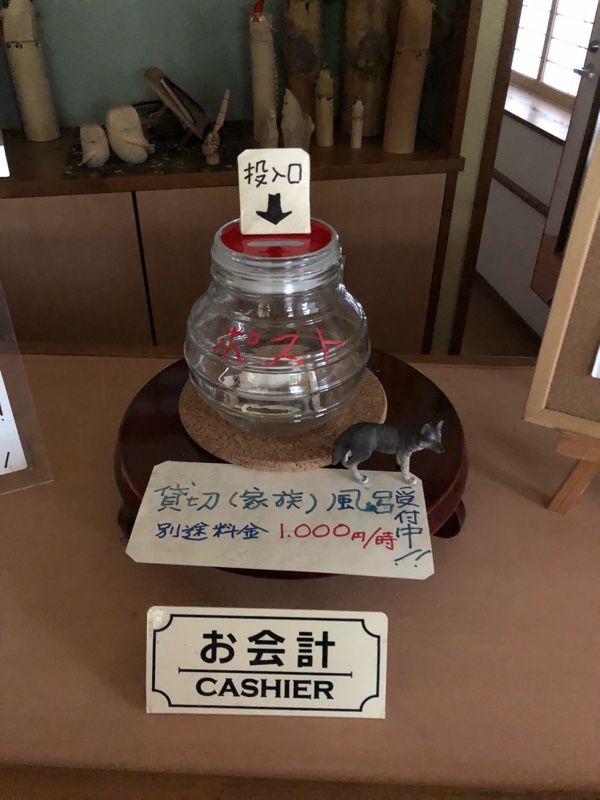 投入口
ポスト
貸切(家族)風呂受付中!!
別途料金 1.000円/時
お会計
CASHIER